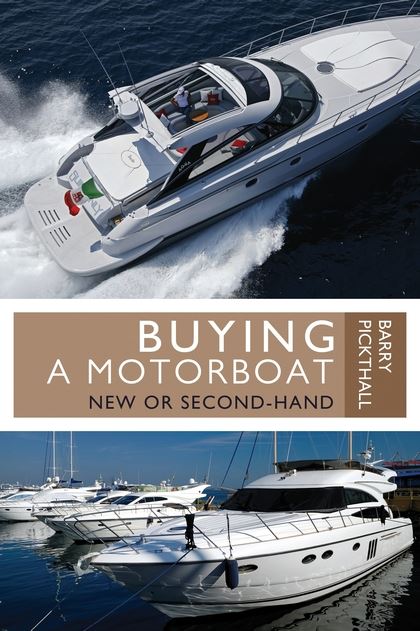 BUYING
A MOTORBOAT
NEW OR SECOND-HAND
BARRY
PICKTHALL